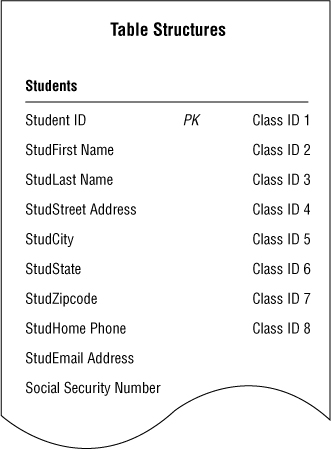 Table Structures
Students
Student ID PK Class ID 1
StudFirst Name Class ID 2
StudLast Name Class ID 3
StudStreet Address Class ID 4
StudCity Class ID 5
StudState Class ID 6
StudZipcode Class ID 7
StudHome Phone Class ID 8
StudEmail Address
Social Security Number